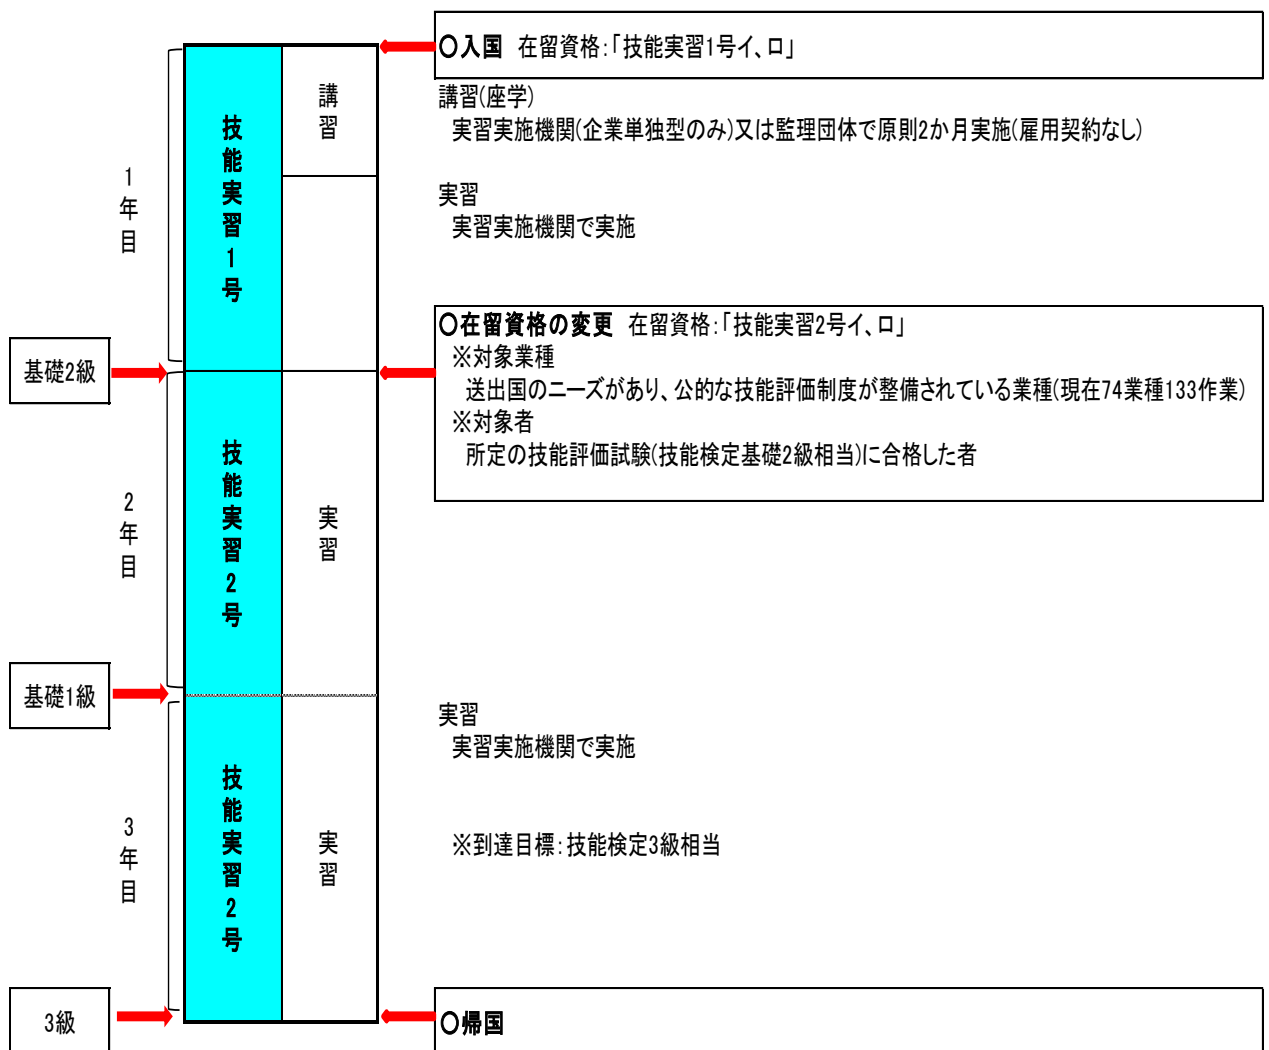 〇入国 在留資格:「技能実習1号イ、ロ」
講習(座学)
実習実施機関(企業単独型のみ)又は監理団体で原則2か月実施(雇用契約なし)
実習
実習実施機関で実施
1年目
技能実習1号
講習
〇在留資格の変更 在留資格:「技能実習2号イ、ロ」
※対象業種
送出国のニーズがあり、公的な技能評価制度が整備されている業種(現在74業種133作業)
※対象者
所定の技能評価試験(技能検定基礎2級相当)に合格した者
基礎2級
2年目
技能実習2号
実習
基礎1級
実習
実習実施機関で実施
※到達目標:技能検定3級相当
3年目
技能実習2号
実習
3級
〇帰国